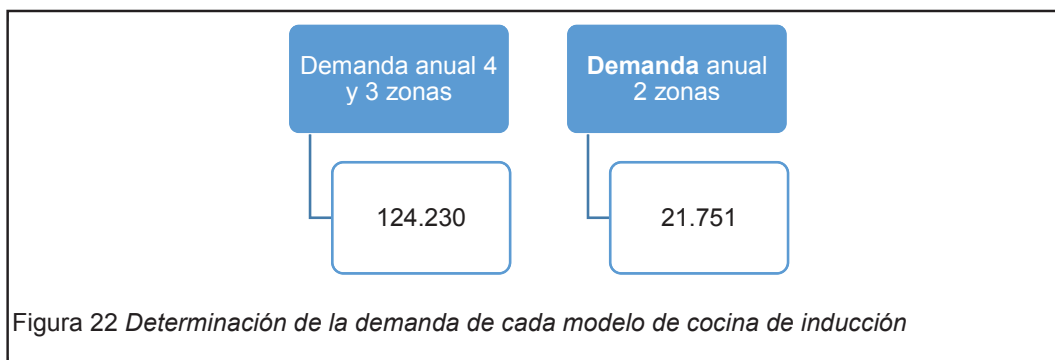 Demanda anual 4
y 3 zonas
124.230
Demanda anual
2 zonas
21.751
Figura 22 Determinación de la demanda de cada modelo de cocina de inducción